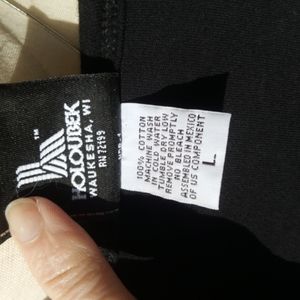 ™
HOLOUBEK
WAUKESHA, WI
RN 72199
100% COTTON
MACHINE WASH
IN COLD WATER
TUMBLE DRY LOW
REMOVE PROMPTLY
NO BLEACH
ASSEMBLED IN MEXICO
OF US COMPONENT
L